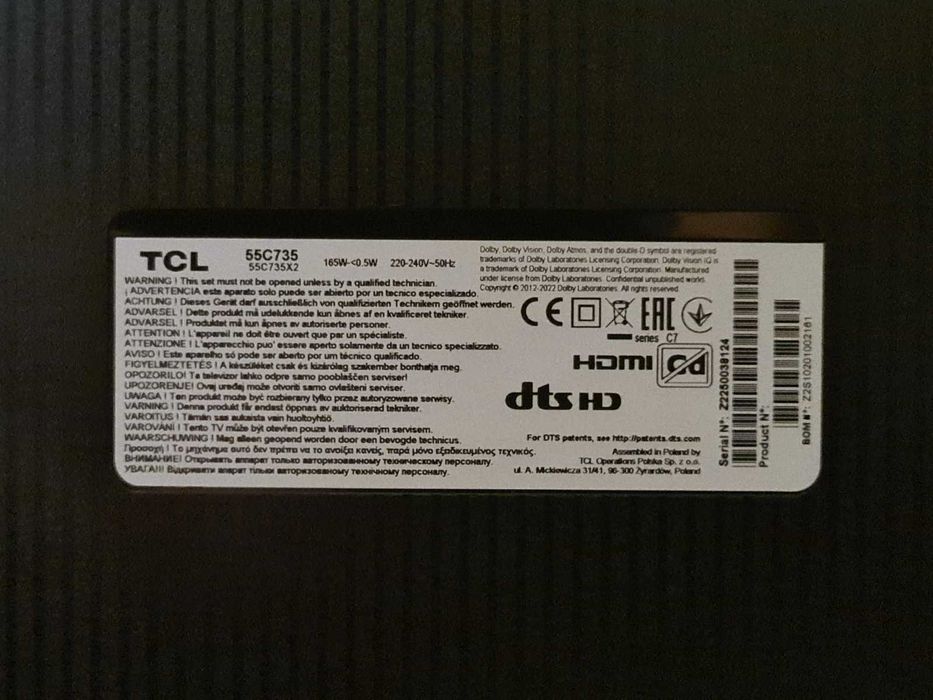 TCL
55C735
55C735X2
165W-<0.5W 220-240V~50Hz
WARNING ! This set must not be opened unless by a qualified technician.
¡ ADVERTENCIA este aparato solo puede ser abierto por un tecnico especializado.
ACHTUNG ! Dieses Gerät darf ausschließlich von qualifizierten Technikern geöffnet werden.
ADVARSEL ! Dette produkt må udelukkende kun åbnes af en kvalificeret tekniker.
ADVARSEL ! Produktet må kun åpnes av autoriserte personer.
ATTENTION ! L'appareil ne doit être ouvert que par un spécialiste.
ATTENZIONE ! L'apparecchio puo' essere aperto solamente da un tecnico specializzato.
AVISO ! Este aparelho só pode ser aberto por um técnico qualificado.
FIGYELMEZTETÉS ! A készüléket csak és kizárólag szakember bonthatja meg.
OPOZORILO! Ta televizor lahko odpre samo pooblaščen serviser!
UPOZORENJE! Ovaj uređaj može otvoriti samo ovlašteni serviser.
UWAGA ! Ten produkt może być rozbierany tylko przez autoryzowane serwisy.
VARNING ! Denna produkt får endast öppnas av auktoriserad tekniker.
VAROITUS ! Tämän saa aukaista vain huoltoyhtiö.
VAROVÁNÍ ! Tento TV může být otevřen pouze kvalifikovaným servisem.
WAARSCHUWING ! Mag alleen geopend worden door een bevoegde technicus.
Προσοχή ! Το μηχάνημα αυτό δεν πρέπει να το ανοίξει κανείς, παρά μόνο εξειδικευμένος τεχνικός.
ВНИМАНИЕ! Открывать аппарат только авторизованному техническому персоналу.
УВАГА!! Відкривати апарат тільки авторизованому технічному персоналу.
Dolby, Dolby Vision, Dolby Atmos, and the double-D symbol are registered
trademarks of Dolby Laboratories Licensing Corporation. Dolby Vision IQ is
a trademark of Dolby Laboratories Licensing Corporation. Manufactured
under license from Dolby Laboratories. Confidential unpublished works.
Copyright © 2012-2022 Dolby Laboratories. All rights reserved.
CE EAC
series C7
HDMI
dts HD
For DTS patents, see http://patents.dts.com
Assembled in Poland by
TCL Operations Polska Sp. z o.o.
ul. A. Mickiewicza 31/41, 96-300 Żyrardów, Poland
Serial N°: Z2250038124
Product N°:
BOM N°: Z2S10201002161